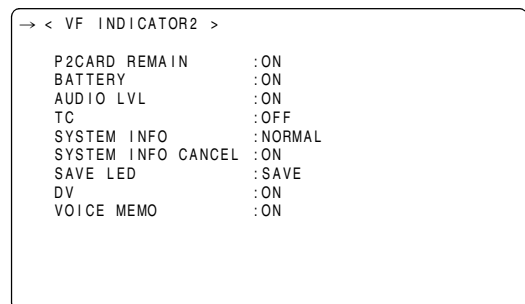 → < VF INDICATOR2 >
P2CARD REMAIN :ON
BATTERY :ON
AUDIO LVL :ON
TC :OFF
SYSTEM INFO :NORMAL
SYSTEM INFO CANCEL :ON
SAVE LED :SAVE
DV :ON
VOICE MEMO :ON